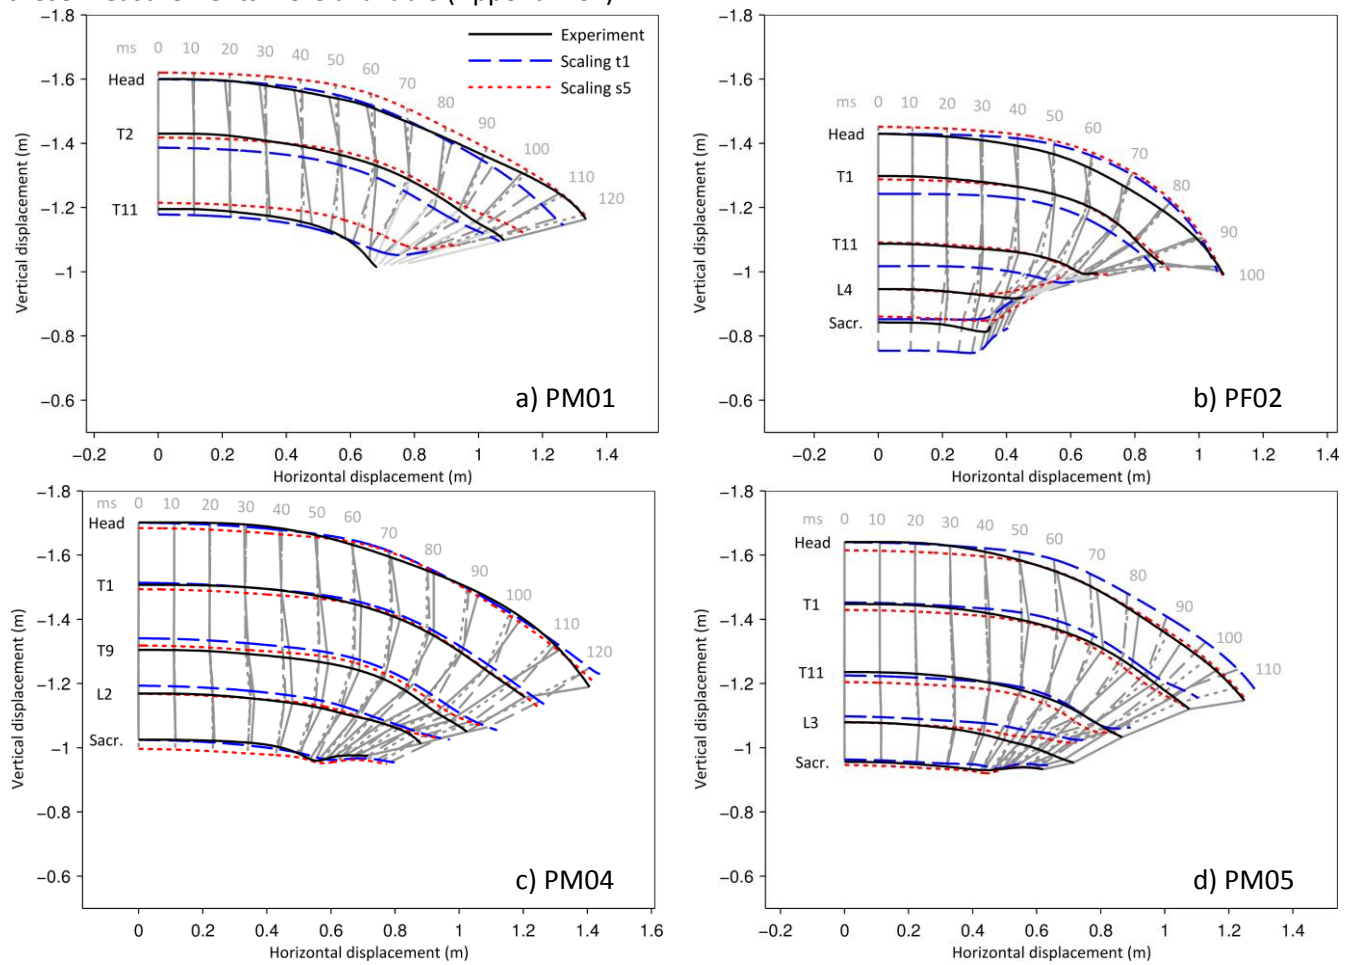 ms 0 10 20 30 40 50 60 70 80 90 100 110 120
Experiment
Scaling t1
Scaling s5
Head
T2
T11
−1.8
−1.6
−1.4
−1.2
−1
−0.8
−0.6
Vertical displacement (m)
a) PM01
−0.2 0 0.2 0.4 0.6 0.8 1 1.2 1.4
Horizontal displacement (m)
ms 0 10 20 30 40 50 60 70 80 90 100
Head
T1
T11
L4
Sacr.
−1.8
−1.6
−1.4
−1.2
−1
−0.8
−0.6
Vertical displacement (m)
b) PF02
−0.2 0 0.2 0.4 0.6 0.8 1 1.2 1.4
Horizontal displacement (m)
ms 0 10 20 30 40 50 60 70 80 90 100 110 120
Head
T1
T9
L2
Sacr.
−1.8
−1.6
−1.4
−1.2
−1
−0.8
−0.6
Vertical displacement (m)
c) PM04
0 0.2 0.4 0.6 0.8 1 1.2 1.4 1.6
Horizontal displacement (m)
ms 0 10 20 30 40 50 60 70 80 90 100 110
Head
T1
T11
L3
Sacr.
−1.8
−1.6
−1.4
−1.2
−1
−0.8
−0.6
Vertical displacement (m)
d) PM05
−0.2 0 0.2 0.4 0.6 0.8 1 1.2 1.4
Horizontal displacement (m)